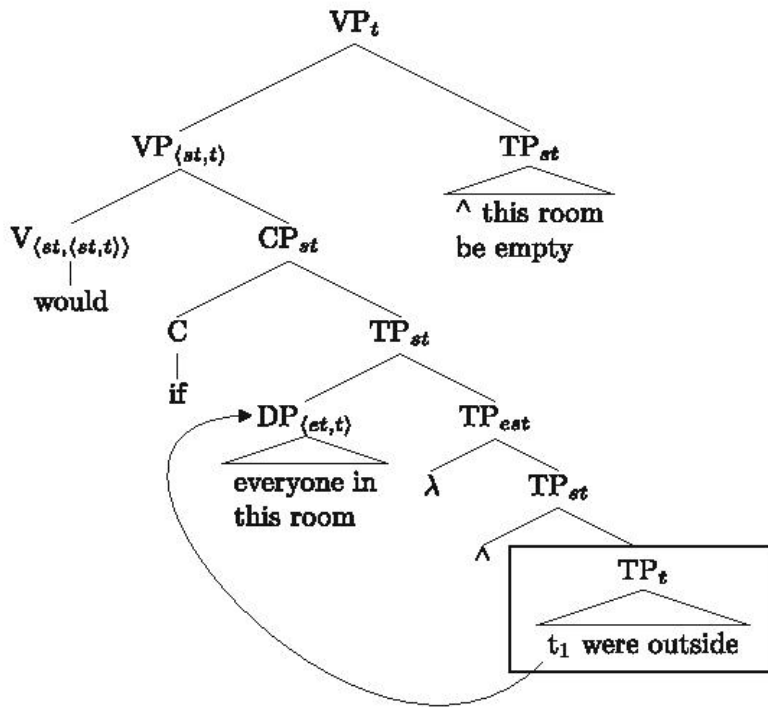 VPₜ
VP₍ₛₜ,ₜ₎ TPₛₜ
V⟨st,⟨st,t⟩⟩ CPₛₜ ^ this room
would be empty
C TPₛₜ
if
DP⟨et,t⟩ TPₑₛₜ
everyone in λ TPₛₜ
this room
^ TPₜ
t₁ were outside